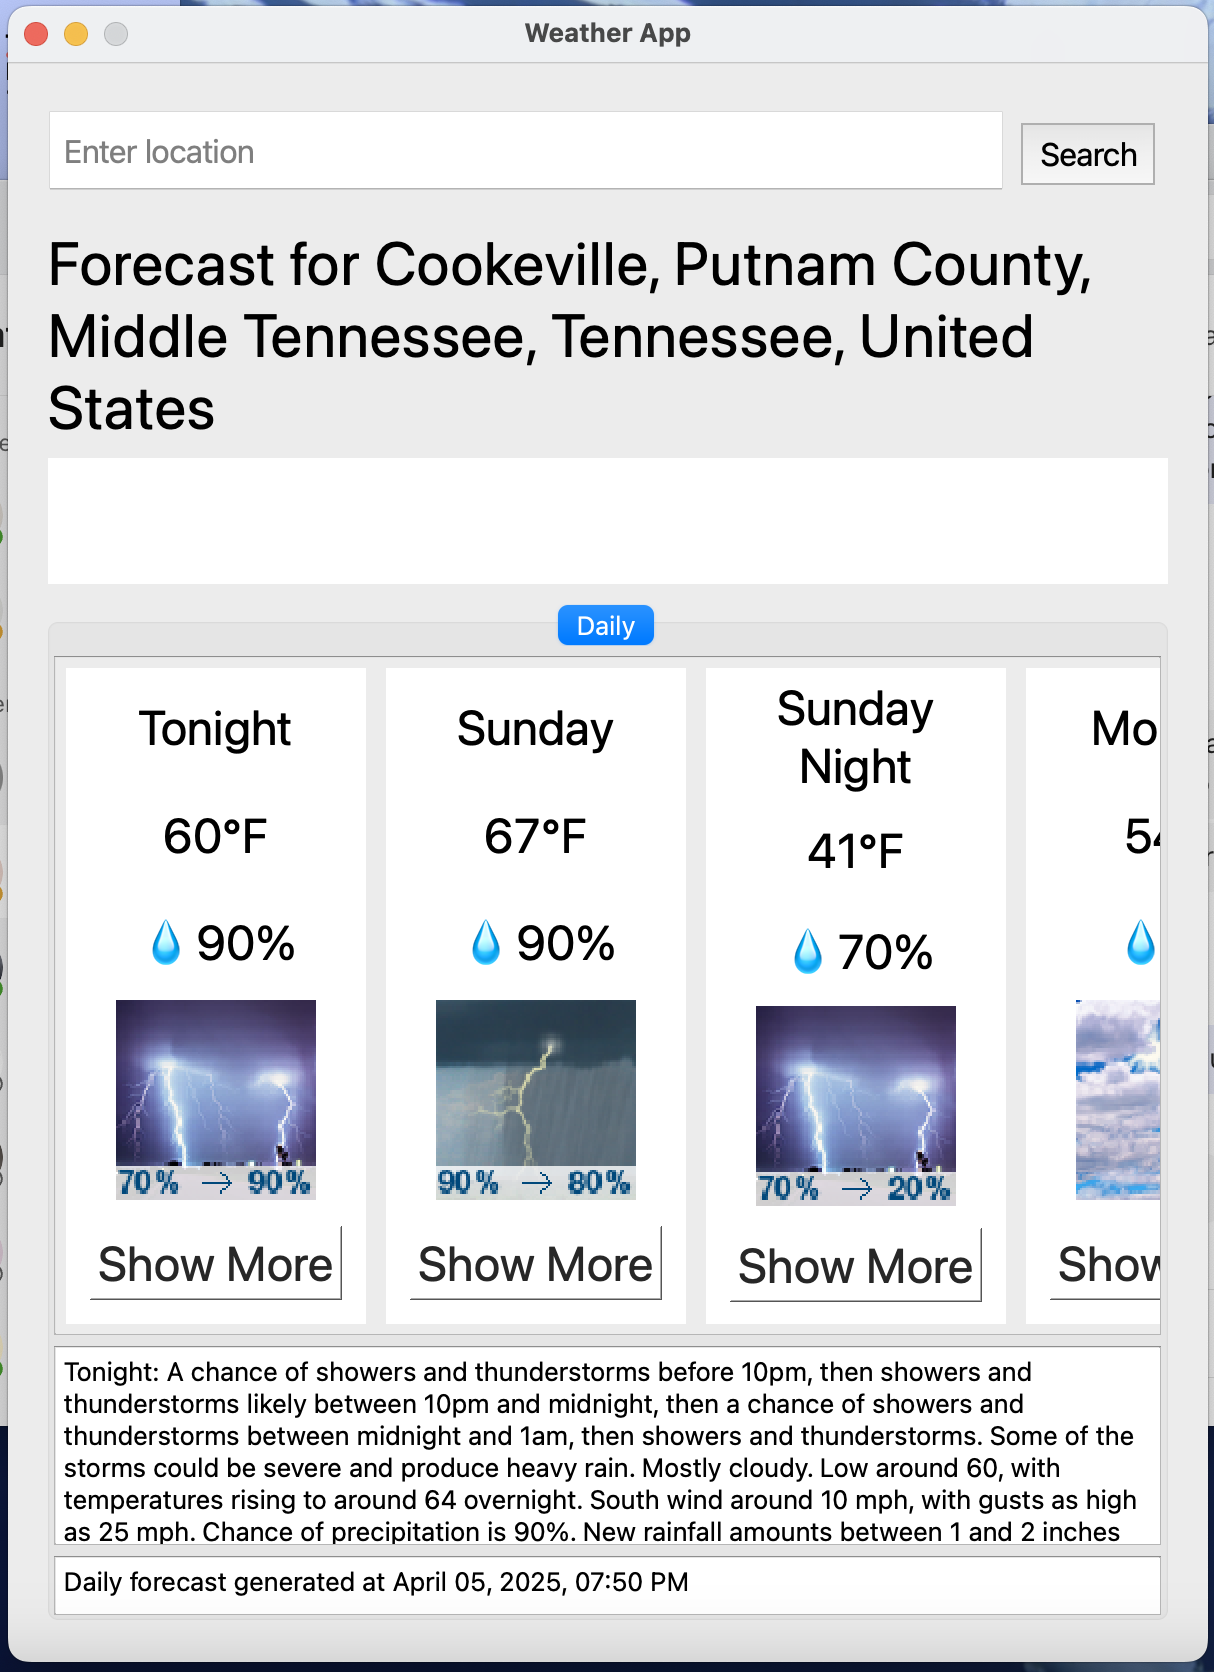 Weather App
Enter location
Search
Forecast for Cookeville, Putnam County,
Middle Tennessee, Tennessee, United
States
Daily
Tonight
60°F
90%
70% → 90%
Show More
Sunday
67°F
90%
90% → 80%
Show More
Sunday
Night
41°F
70%
70% → 20%
Show More
Mo
5
Show
Tonight: A chance of showers and thunderstorms before 10pm, then showers and
thunderstorms likely between 10pm and midnight, then a chance of showers and
thunderstorms between midnight and 1am, then showers and thunderstorms. Some of the
storms could be severe and produce heavy rain. Mostly cloudy. Low around 60, with
temperatures rising to around 64 overnight. South wind around 10 mph, with gusts as high
as 25 mph. Chance of precipitation is 90%. New rainfall amounts between 1 and 2 inches
Daily forecast generated at April 05, 2025, 07:50 PM